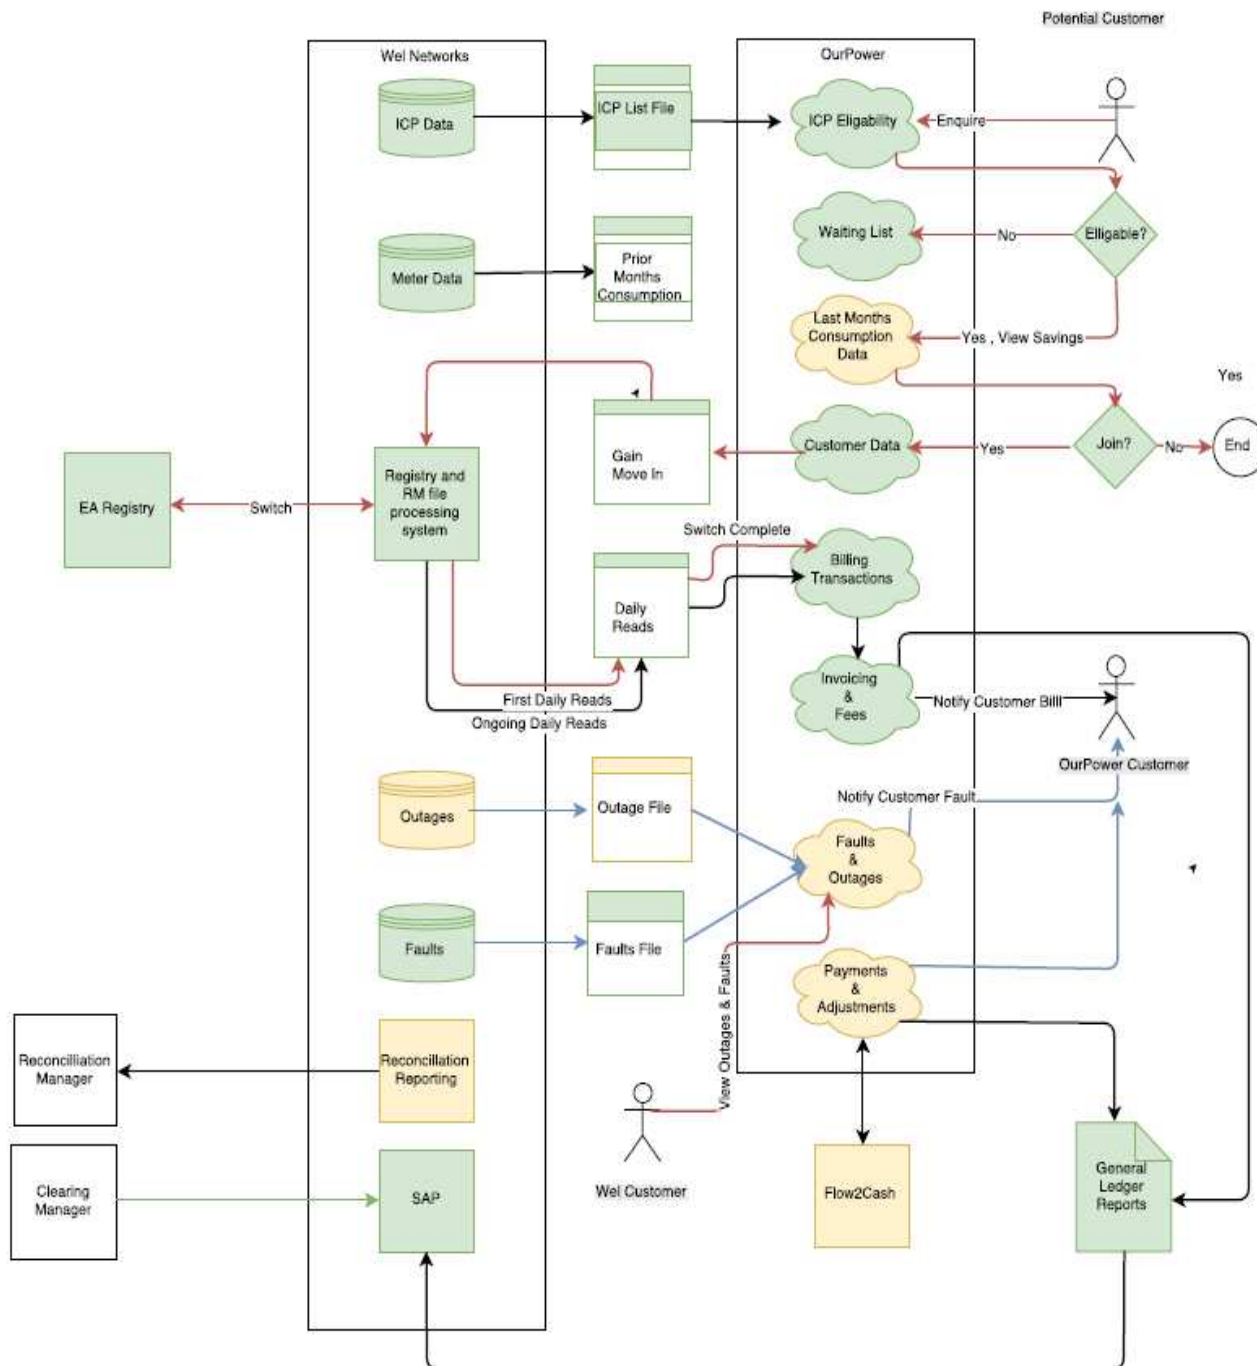 Potential Customer
Wel Networks
OurPower
ICP Data
ICP List File
ICP Eligability
Enquire
Waiting List
No
Elligable?
Meter Data
Prior
Months
Consumption
Last Months
Consumption
Data
Yes , View Savings
Yes
Gain
Move In
Customer Data
Yes
Join?
No
End
EA Registry
Switch
Registry and
RM file
processing
system
Switch Complete
Billing
Transactions
Daily
Reads
First Daily Reads
Ongoing Daily Reads
Invoicing
&
Fees
Notify Customer Billl
OurPower Customer
Outages
Outage File
Notify Customer Fault
Faults
&
Outages
Faults
Faults File
View Outages & Faults
Payments
&
Adjustments
Reconcilliation
Manager
Reconcillation
Reporting
Clearing
Manager
SAP
Wel Customer
Flow2Cash
General
Ledger
Reports